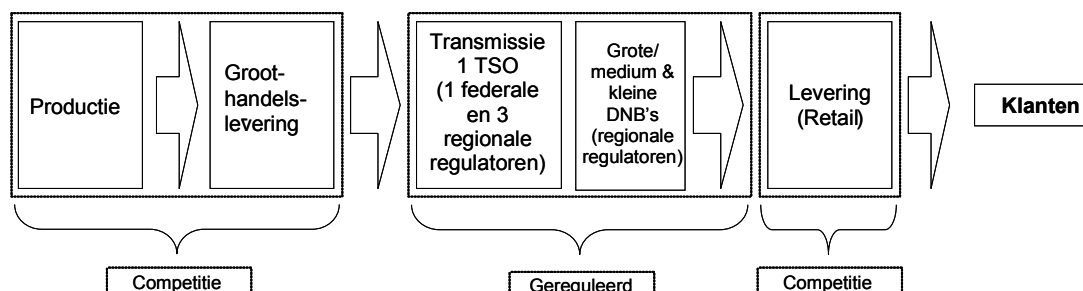 Productie
Groot-
handels-
levering
Transmissie
1 TSO
(1 federale
en 3
regionale
regulatoren)
Grote/
medium &
kleine
DNB's
(regionale
regulatoren)
Levering
(Retail)
Klanten
Competitie
Gereguleerd
Competitie